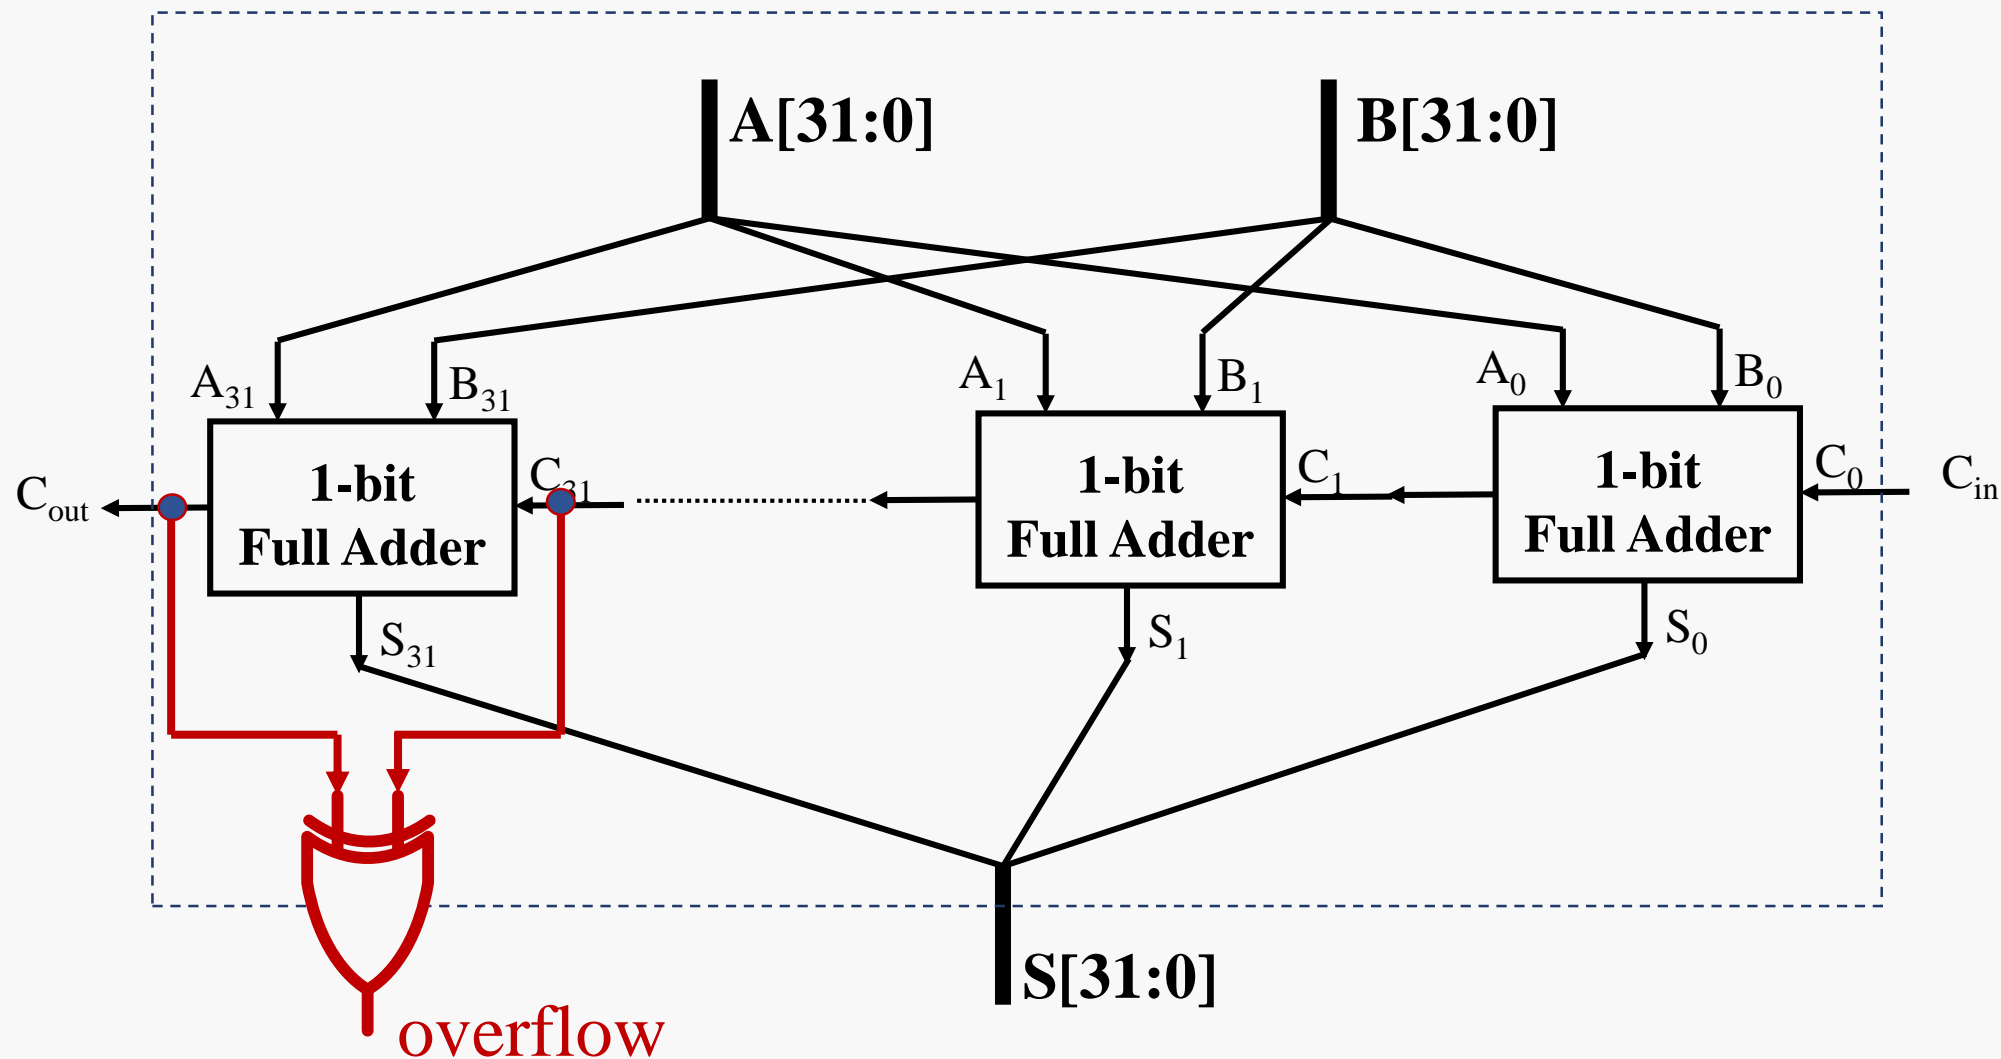 A[31:0]
B[31:0]
A31
B31
A1
B1
A0
B0
Cout
1-bit
Full Adder
C31
1-bit
Full Adder
C1
1-bit
Full Adder
C0
Cin
S31
S1
S0
S[31:0]
overflow